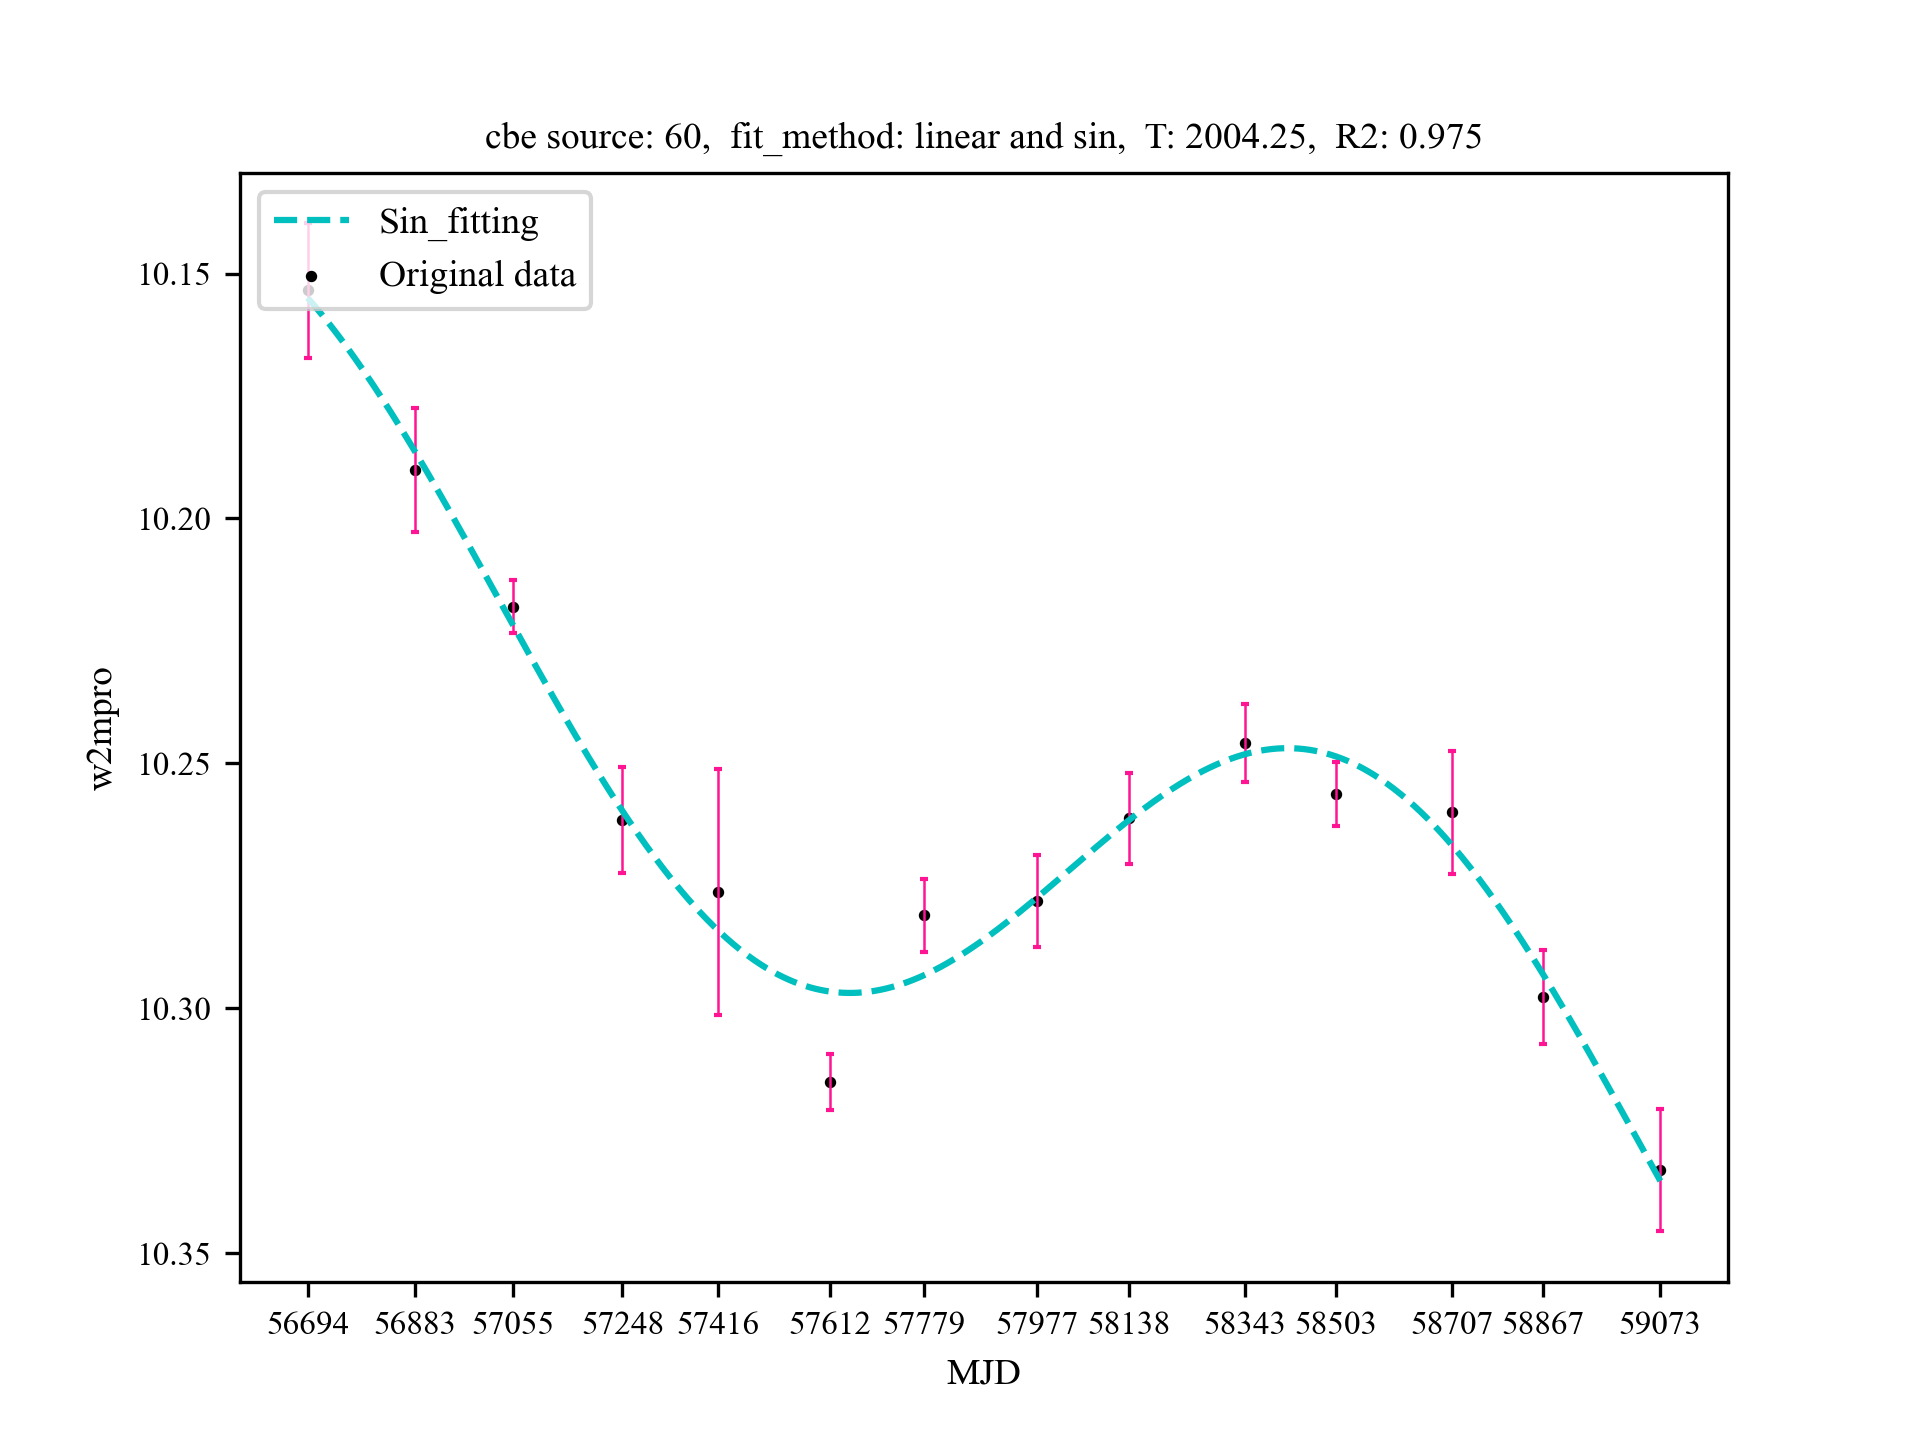 cbe source: 60,  fit_method: linear and sin,  T: 2004.25,  R2: 0.975
Sin_fitting
Original data
10.15
10.20
10.25
10.30
10.35
w2mpro
56694 56883 57055 57248 57416 57612 57779 57977 58138 58343 58503 58707 58867 59073
MJD